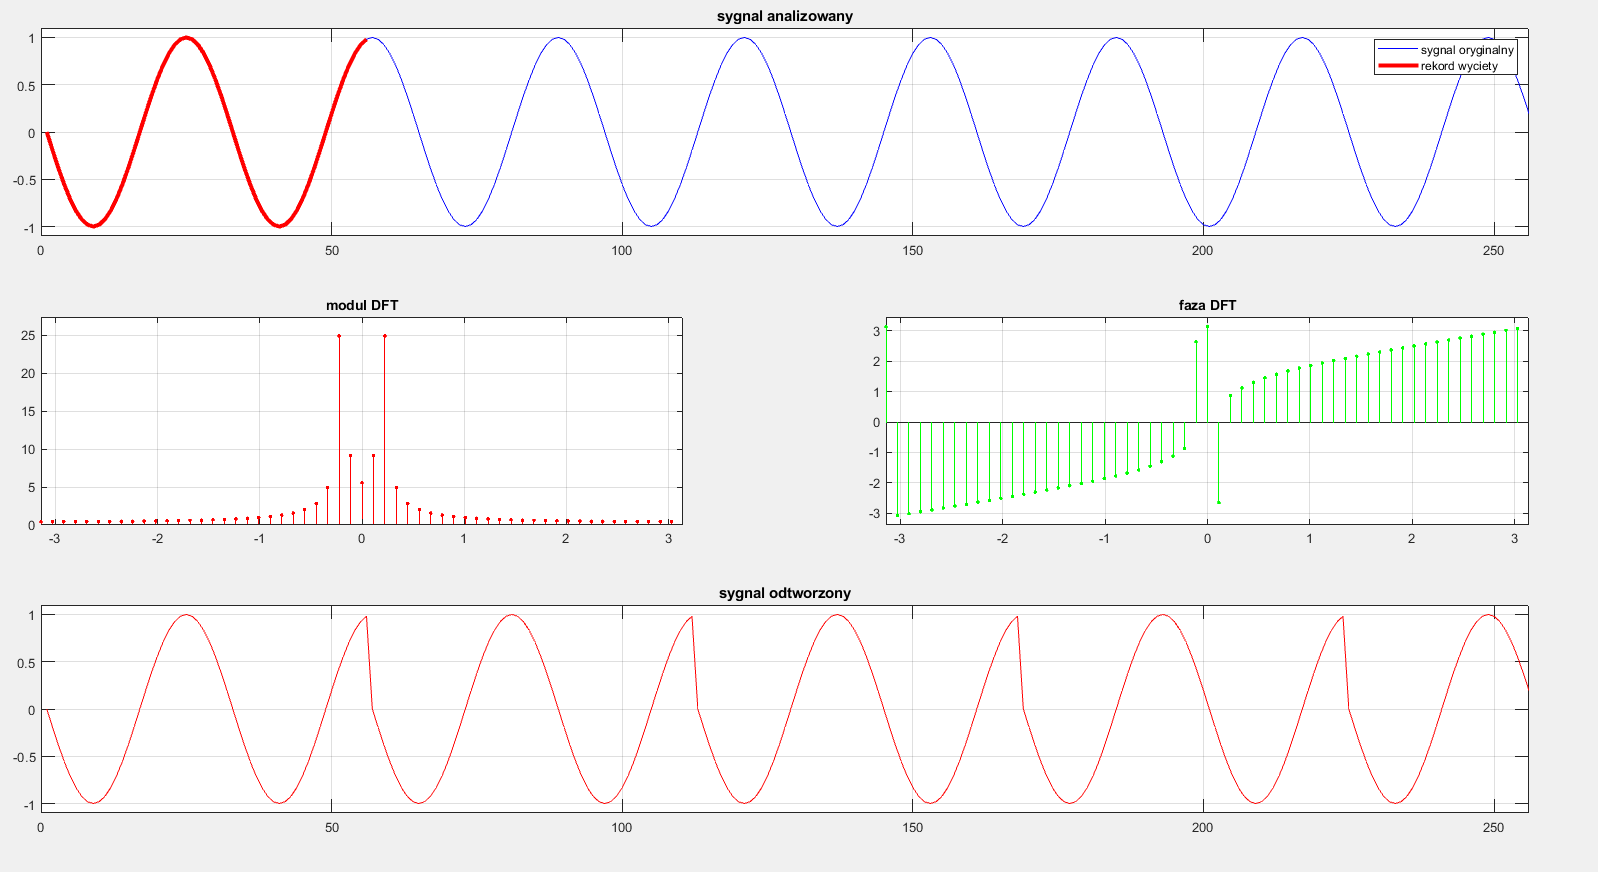 sygnal analizowany
1
0.5
0
-0.5
-1
sygnal oryginalny
rekord wyciety
0 50 100 150 200 250
modul DFT
25
20
15
10
5
0
-3 -2 -1 0 1 2 3
faza DFT
3
2
1
0
-1
-2
-3
-3 -2 -1 0 1 2 3
sygnal odtworzony
1
0.5
0
-0.5
-1
0 50 100 150 200 250